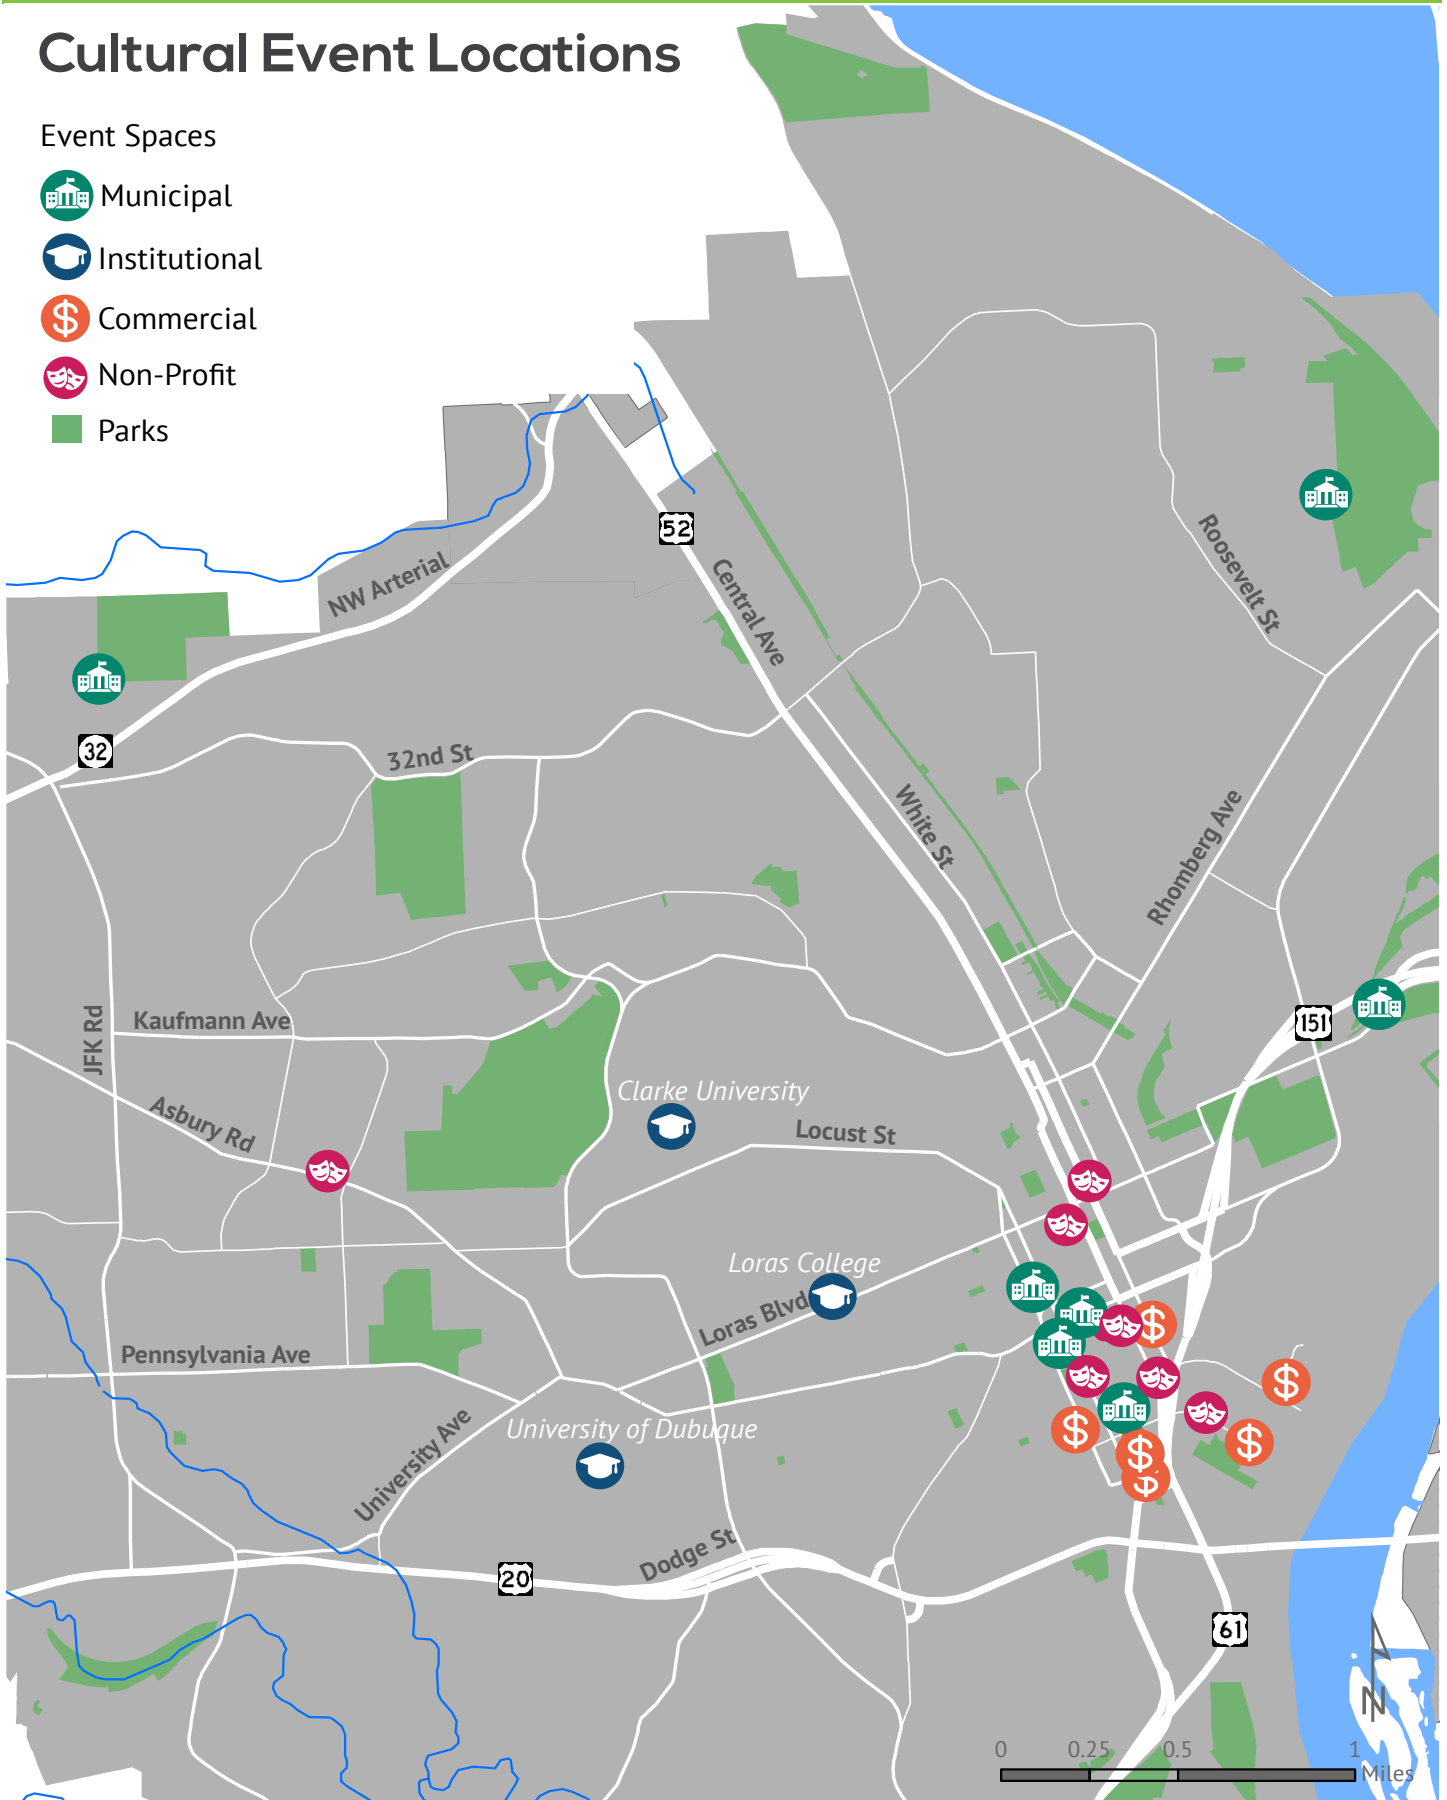 Cultural Event Locations
Event Spaces
Municipal
Institutional
$ Commercial
Non-Profit
Parks
52
NW Arterial
Central Ave
Roosevelt St
32
32nd St
White St
Rhomberg Ave
JFK Rd
Kaufmann Ave
151
Asbury Rd
Clarke University
Locust St
Loras College
Loras Blvd
$
Pennsylvania Ave
$
University Ave
University of Dubuque
$
$
$
$
Dodge St
20
61
N
0 0.25 0.5 1
Miles